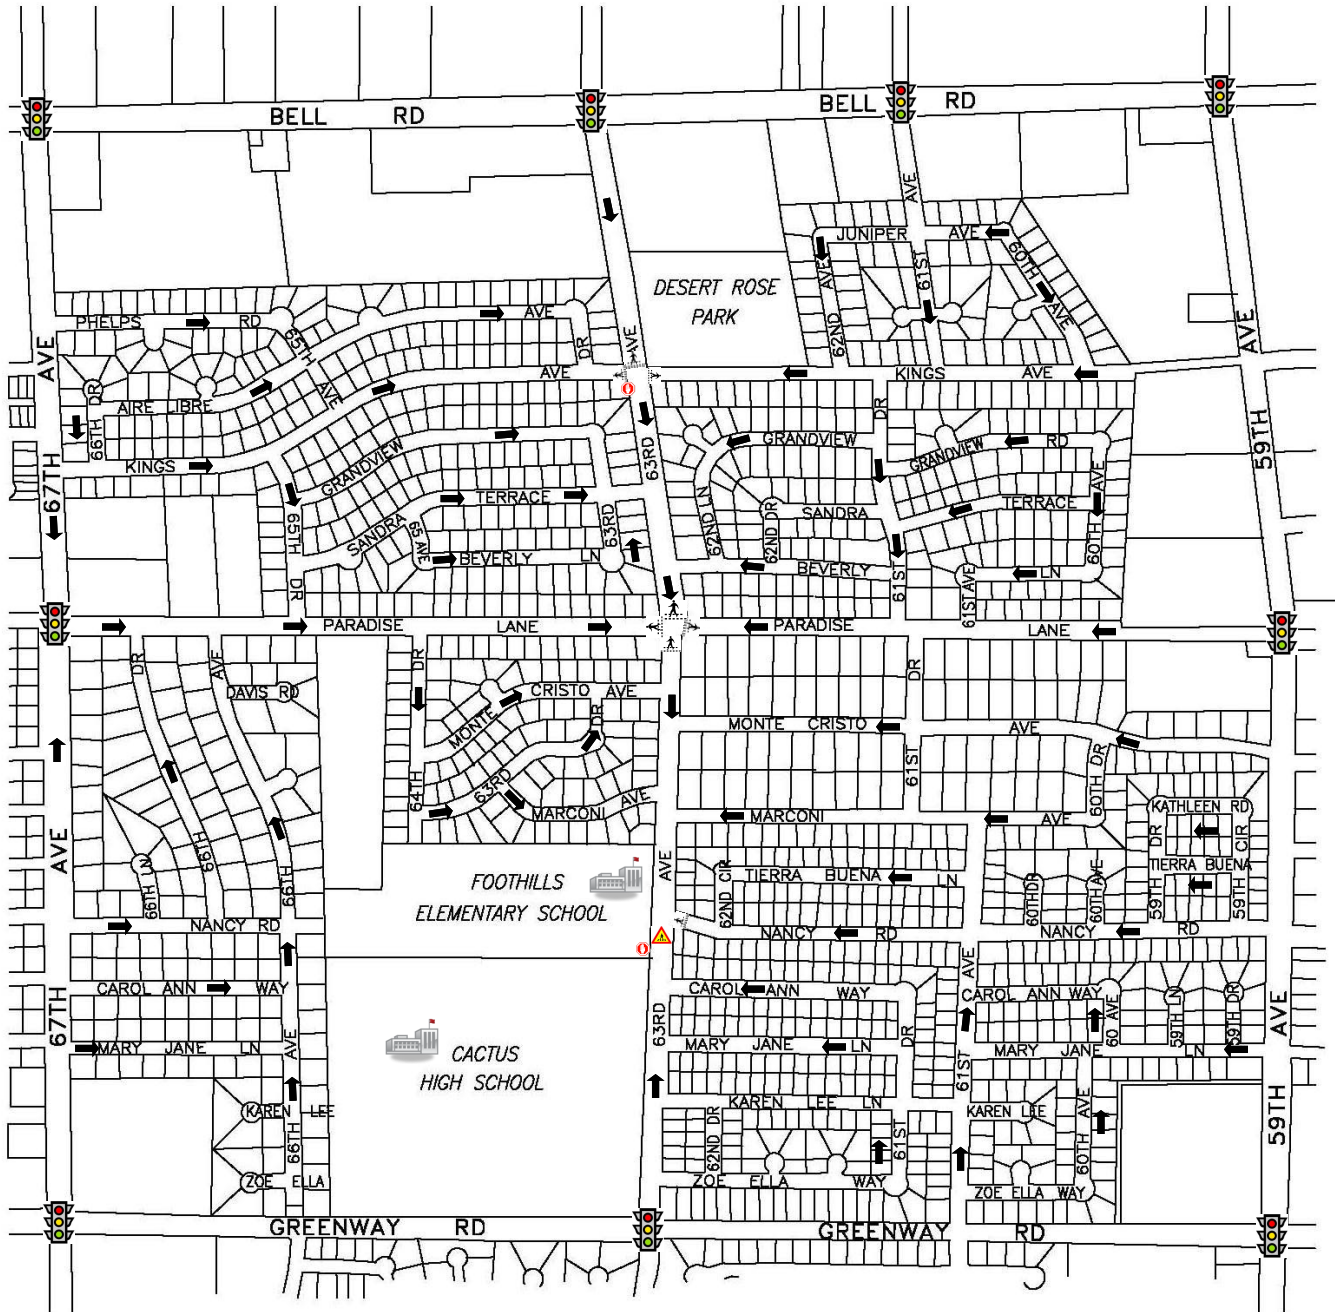 BELL RD
BELL RD
AVE
JUNIPER AVE
AVE
61ST
60TH
AVE
62ND
DESERT ROSE
PARK
PHELPS RD
65TH
AVE
AVE
DR
AVE
AVE
AVE
KINGS AVE
AVE
66TH DR
AIRE LIBRE
DR
KINGS
GRANDVIEW
GRANDVIEW RD
63RD
59TH
67TH
65TH
DR
SANDRA
TERRACE
65 AVE
63RD
BEVERLY LN
62ND LN
62ND DR
SANDRA
TERRACE
AVE
60TH
BEVERLY
61ST
61ST AVE
LN
PARADISE LANE
PARADISE LANE
DR
AVE
DAVIS RD
DR
MONTE CRISTO AVE
DR
DR
MONTE CRISTO AVE
64TH
63RD
MARCONI AVE
61ST
60TH DR
KATHLEEN RD
MARCONI AVE
AVE
66TH
66TH LN
66TH
FOOTHILLS
ELEMENTARY SCHOOL
AVE
62ND CIR
TIERRA BUENA LN
60TH DR
60TH AVE
DR
59TH
CIR
59TH
TIERRA BUENA
NANCY RD
NANCY RD
NANCY RD
CAROL ANN WAY
CAROL ANN WAY
AVE
CAROL ANN WAY
60 AVE
59TH LN
59TH DR
AVE
67TH
AVE
63RD
MARY JANE LN
MARY JANE LN
DR
61ST
MARY JANE LN
CACTUS
HIGH SCHOOL
KAREN LEE
66TH
KAREN LEE LN
62ND DR
61ST
KAREN LEE
AVE
60TH
59TH
ZOE ELLA
ZOE ELLA WAY
ZOE ELLA WAY
GREENWAY RD
GREENWAY RD